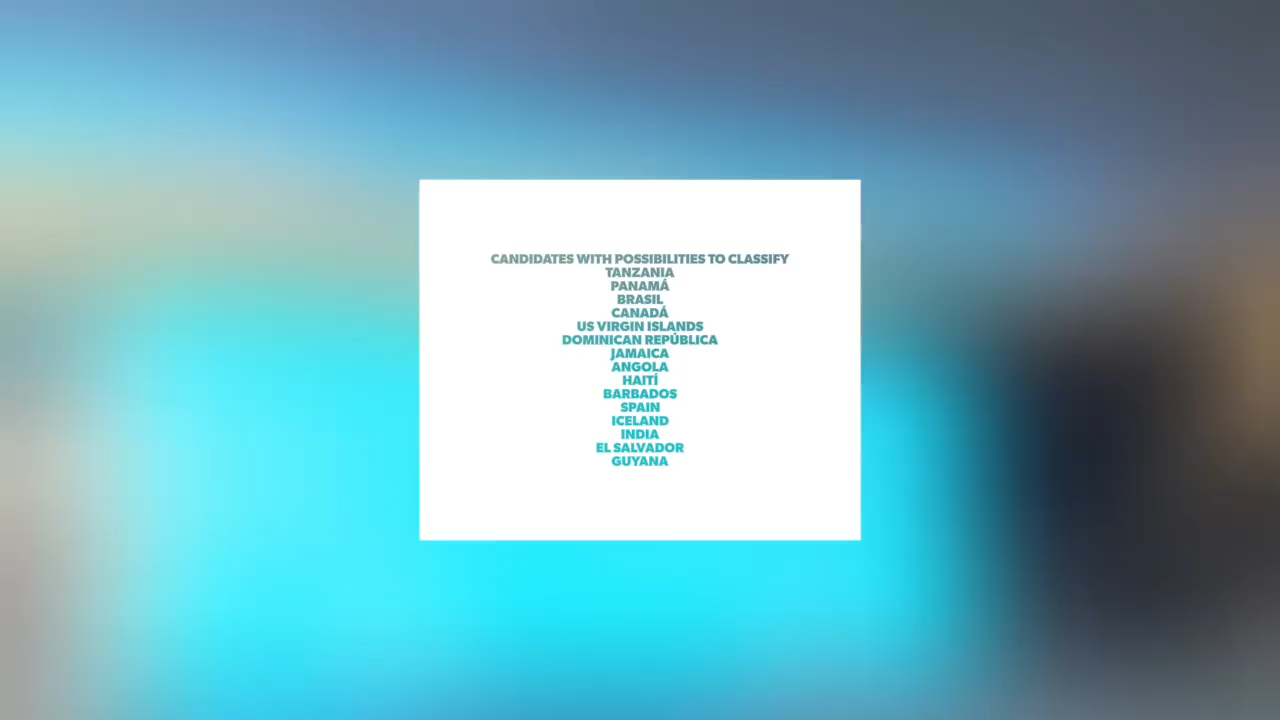 CANDIDATES WITH POSSIBILITIES TO CLASSIFY
TANZANIA
PANAMÁ
BRASIL
CANADÁ
US VIRGIN ISLANDS
DOMINICAN REPÚBLICA
JAMAICA
ANGOLA
HAITÍ
BARBADOS
SPAIN
ICELAND
INDIA
EL SALVADOR
GUYANA